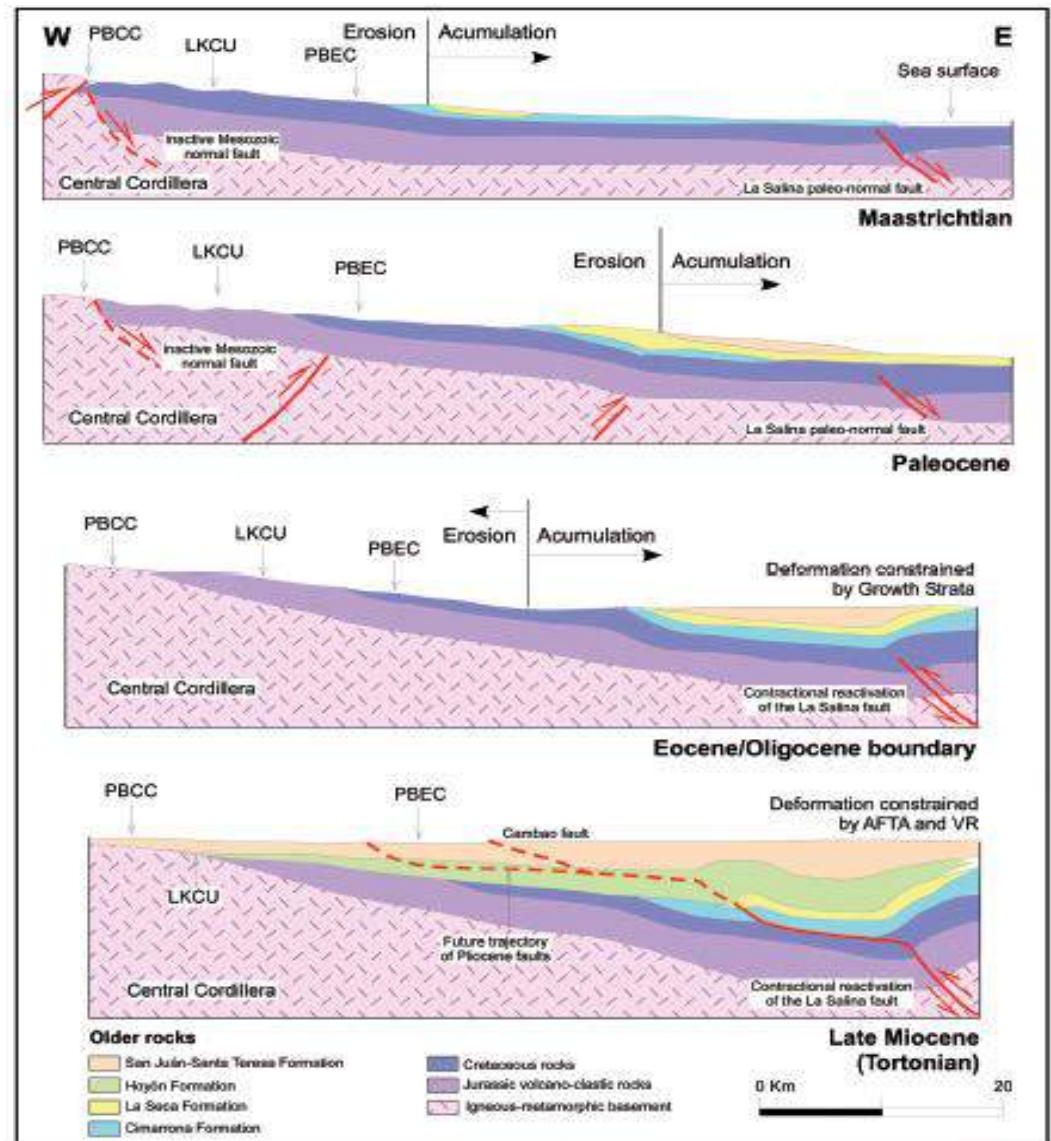 W
PBCC
LKCU
PBEC
Erosion
Acumulation
E
Sea surface
Inactive Mesozoic
normal fault
Central Cordillera
La Salina paleo-normal fault
Maastrichtian
PBCC
LKCU
PBEC
Erosion
Acumulation
Inactive Mesozoic
normal fault
Central Cordillera
La Salina paleo-normal fault
Paleocene
PBCC
LKCU
PBEC
Erosion
Acumulation
Deformation constrained
by Growth Strata
Central Cordillera
Contractional reactivation
of the La Salina fault
Eocene/Oligocene boundary
PBCC
PBEC
Cambao fault
Deformation constrained
by AFTA and VR
LKCU
Future trajectory
of Pliocene faults
Central Cordillera
Contractional reactivation
of the La Salina fault
Late Miocene
(Tortonian)
Older rocks
San Juán-Santa Teresa Formation
Hoyón Formation
La Seca Formation
Cimarrona Formation
Cretaceous rocks
Jurassic volcano-clastic rocks
Igneous-metamorphic basement
0 Km
20